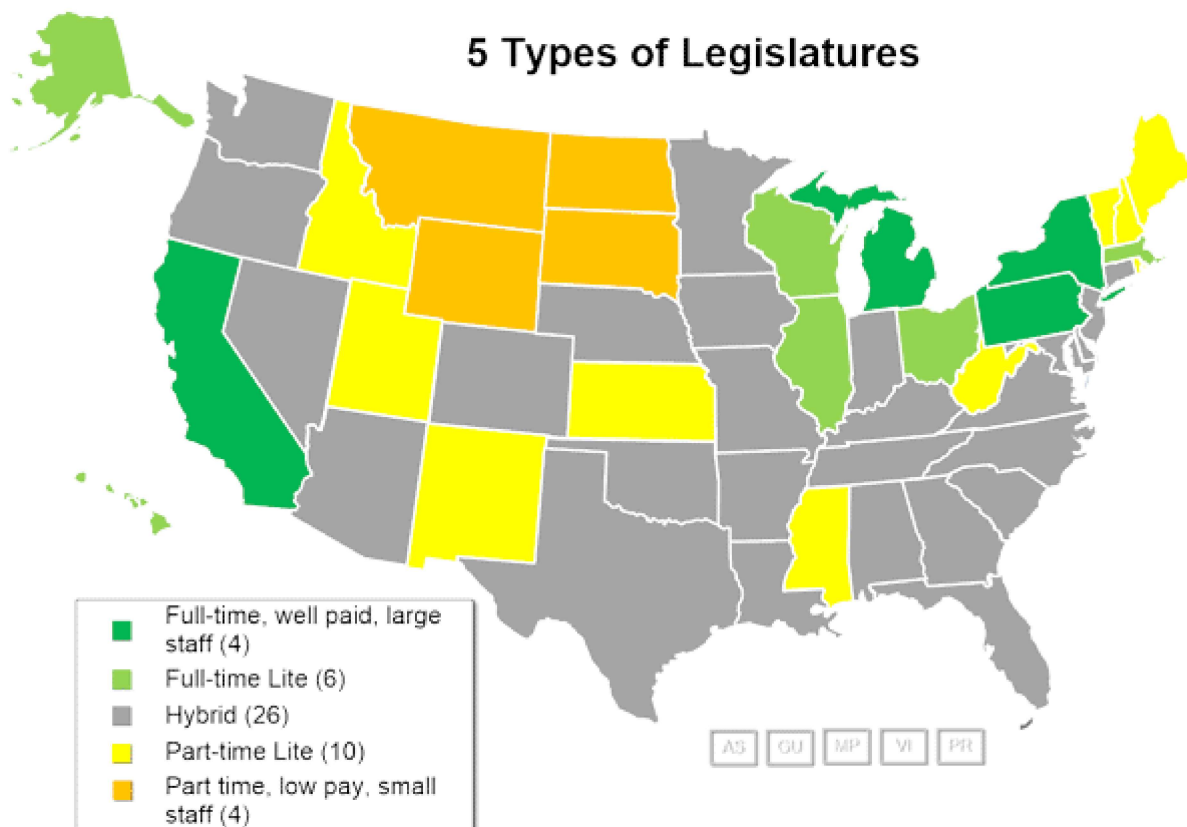 5 Types of Legislatures
Full-time, well paid, large
staff (4)
Full-time Lite (6)
Hybrid (26)
Part-time Lite (10)
Part time, low pay, small
staff (4)
AS GU MP VI PR